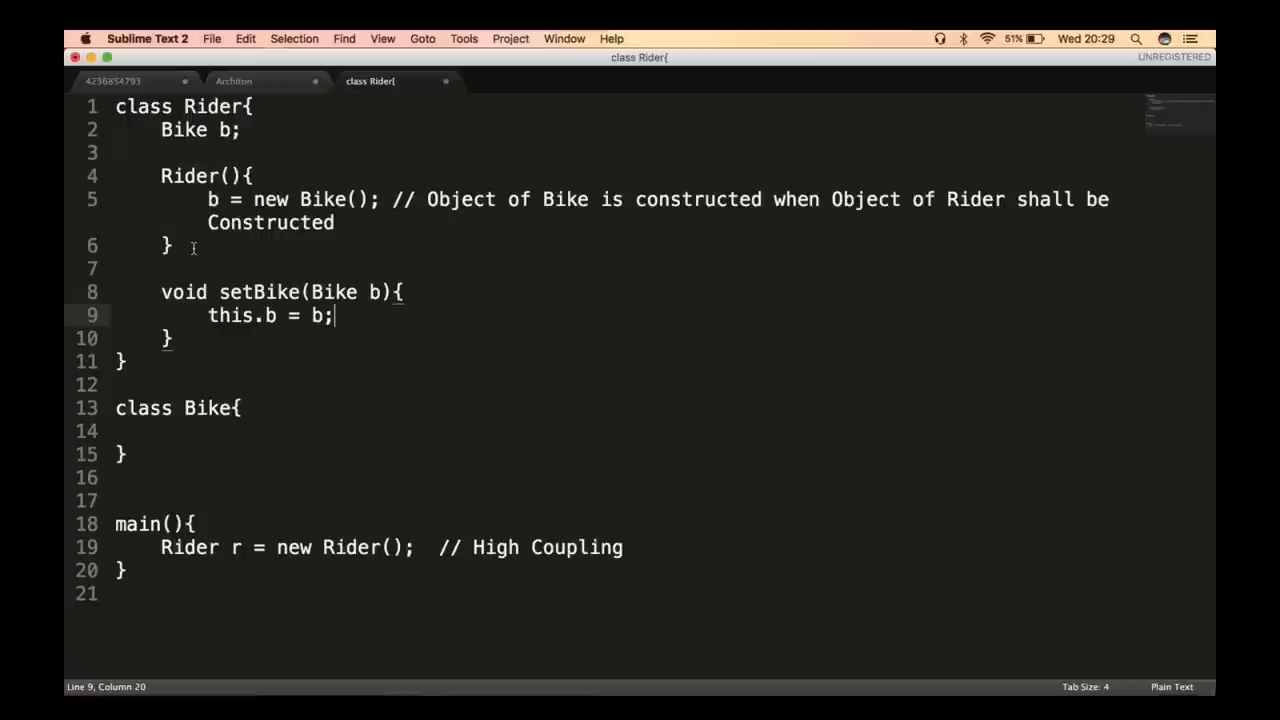 Sublime Text 2 File Edit Selection Find View Goto Tools Project Window Help 51% Wed 20:29
class Rider{ UNREGISTERED
4236854793 Architon class Rider{
1 class Rider{
2 Bike b;
3
4 Rider(){
5 b = new Bike(); // Object of Bike is constructed when Object of Rider shall be
Constructed
6 }
7
8 void setBike(Bike b){
9 this.b = b;
10 }
11 }
12
13 class Bike{
14
15 }
16
17
18 main(){
19 Rider r = new Rider(); // High Coupling
20 }
21
Line 9, Column 20 Tab Size: 4 Plain Text